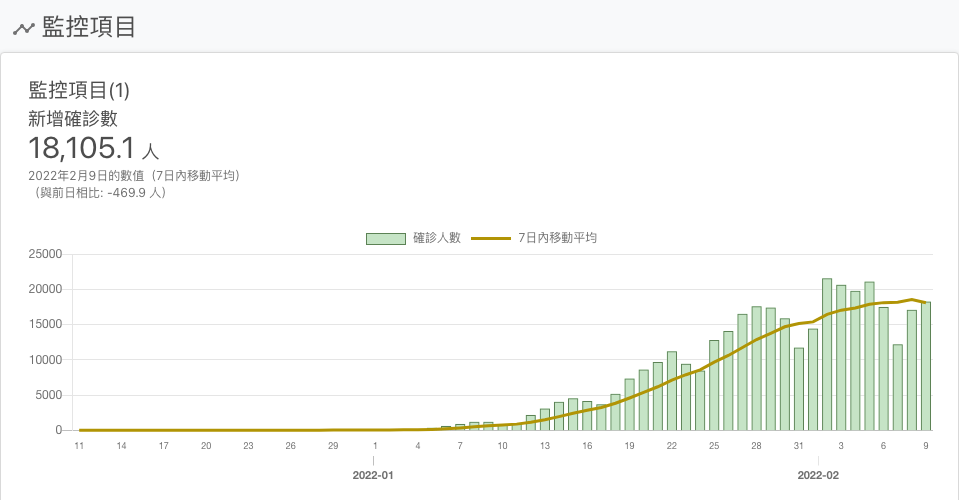 監控項目
監控項目(1)
新增確診數
18,105.1 人
2022年2月9日的數值（7日內移動平均）
（與前日相比: -469.9 人）
確診人數 7日內移動平均
25000
20000
15000
10000
5000
0
11 14 17 20 23 26 29 1 4 7 10 13 16 19 22 25 28 31 3 6 9
2022-01 2022-02